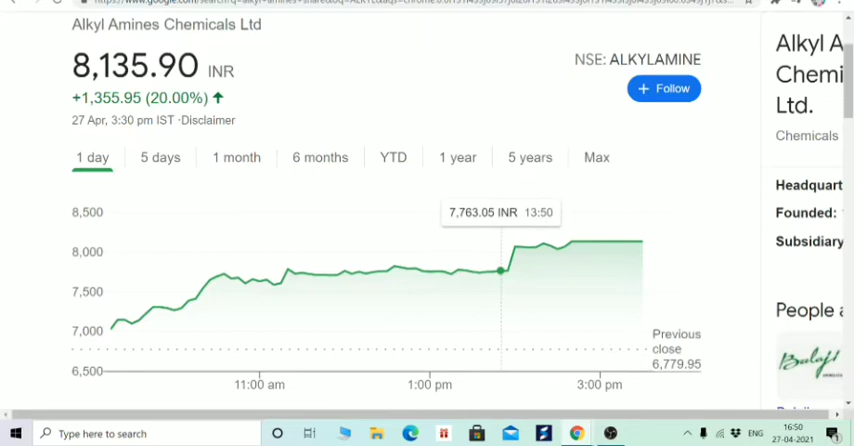 Alkyl Amines Chemicals Ltd
8,135.90 INR
+1,355.95 (20.00%) ↑
27 Apr, 3:30 pm IST ·Disclaimer
NSE: ALKYLAMINE
+ Follow
1 day 5 days 1 month 6 months YTD 1 year 5 years Max
7,763.05 INR 13:50
8,500
8,000
7,500
7,000
6,500
Previous
close
6,779.95
11:00 am 1:00 pm 3:00 pm
Alkyl A
Chemi
Ltd.
Chemicals
Headquart
Founded:
Subsidiary
People a
Balaji
Type here to search
ENG
16:50
27-04-2021